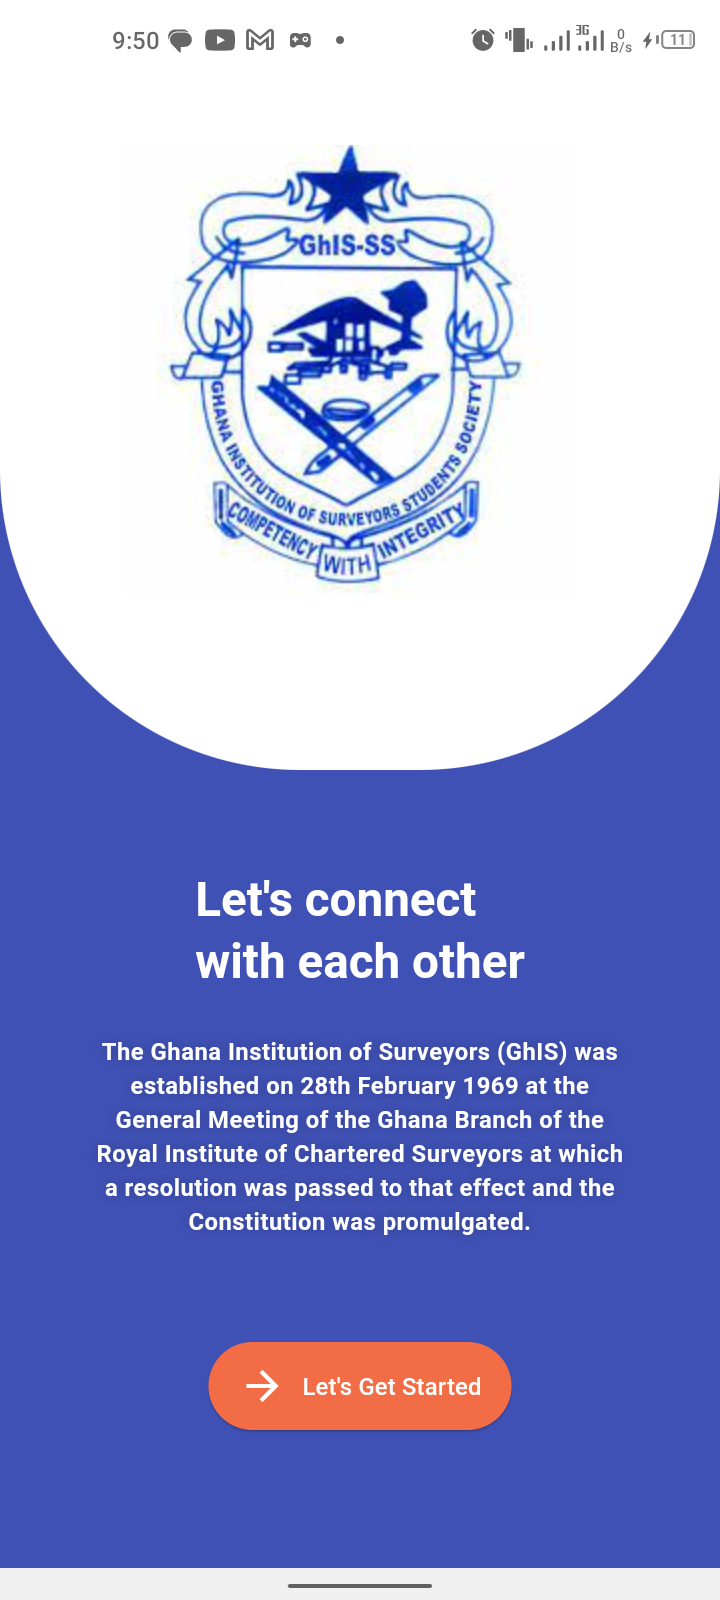 9:50
3G
0
B/s
11
GhIS-SS
GHANA INSTITUTION OF SURVEYORS STUDENTS SOCIETY
COMPETENCY WITH INTEGRITY
Let's connect
with each other
The Ghana Institution of Surveyors (GhIS) was
established on 28th February 1969 at the
General Meeting of the Ghana Branch of the
Royal Institute of Chartered Surveyors at which
a resolution was passed to that effect and the
Constitution was promulgated.
Let's Get Started